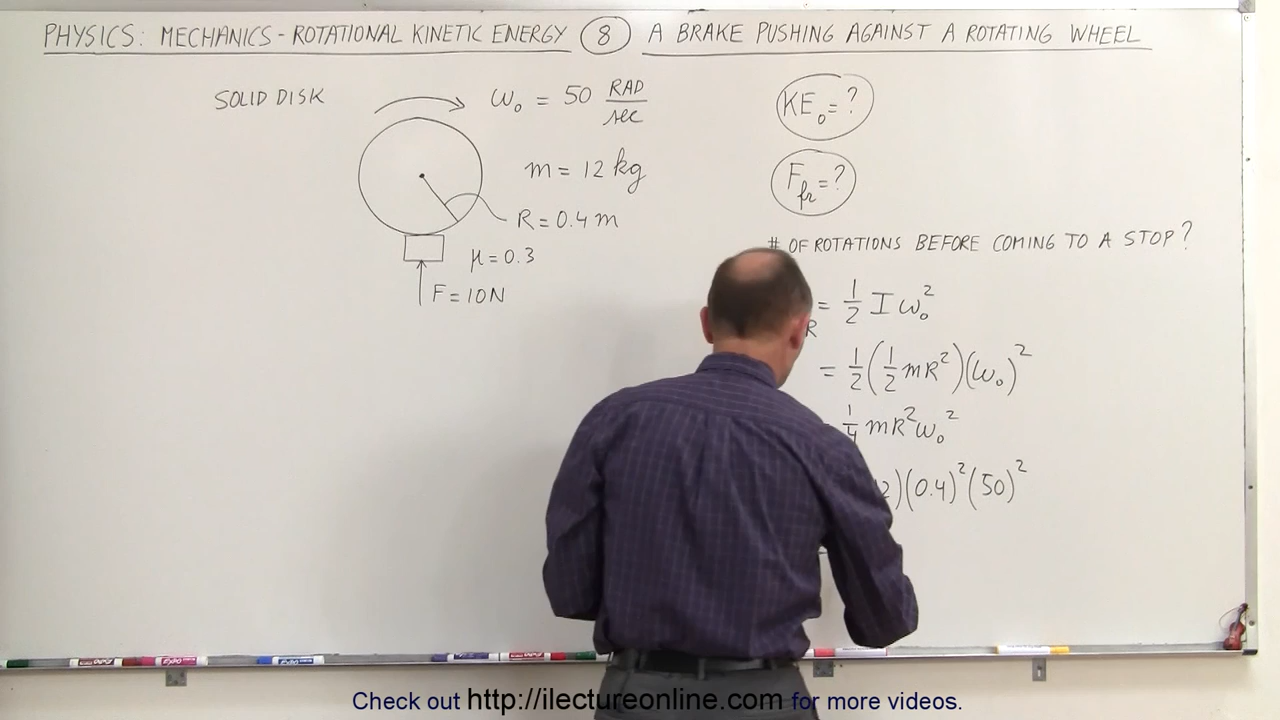 PHYSICS: MECHANICS - ROTATIONAL KINETIC ENERGY 8 A BRAKE PUSHING AGAINST A ROTATING WHEEL
SOLID DISK
ω₀ = 50 RAD/sec
m = 12 kg
R = 0.4 m
μ = 0.3
F = 10N
KE₀ = ?
F_fr = ?
# OF ROTATIONS BEFORE COMING TO A STOP?
R = 1/2 I ω₀²
= 1/2 (1/2 mR²)(ω₀)²
1/4 mR²ω₀²
2)(0.4)²(50)²
Check out http://ilectureonline.com for more videos.